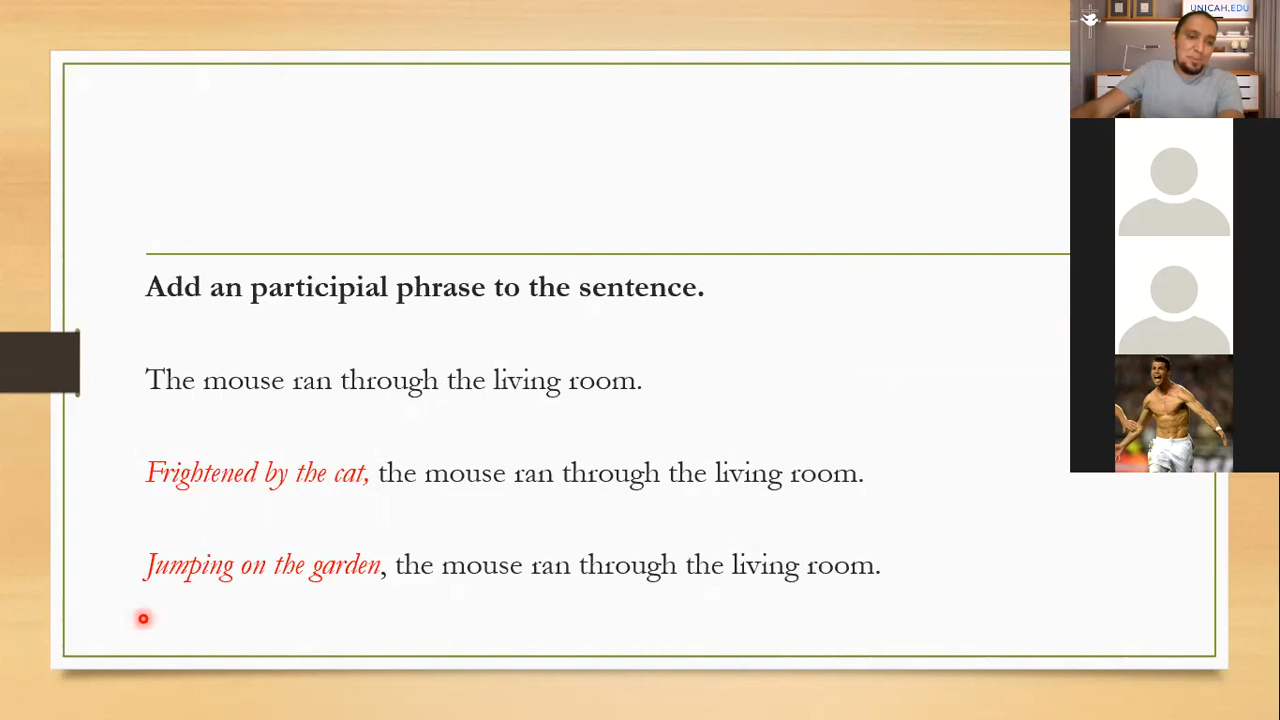 UNICAH.EDU
Add an participial phrase to the sentence.
The mouse ran through the living room.
Frightened by the cat, the mouse ran through the living room.
Jumping on the garden, the mouse ran through the living room.